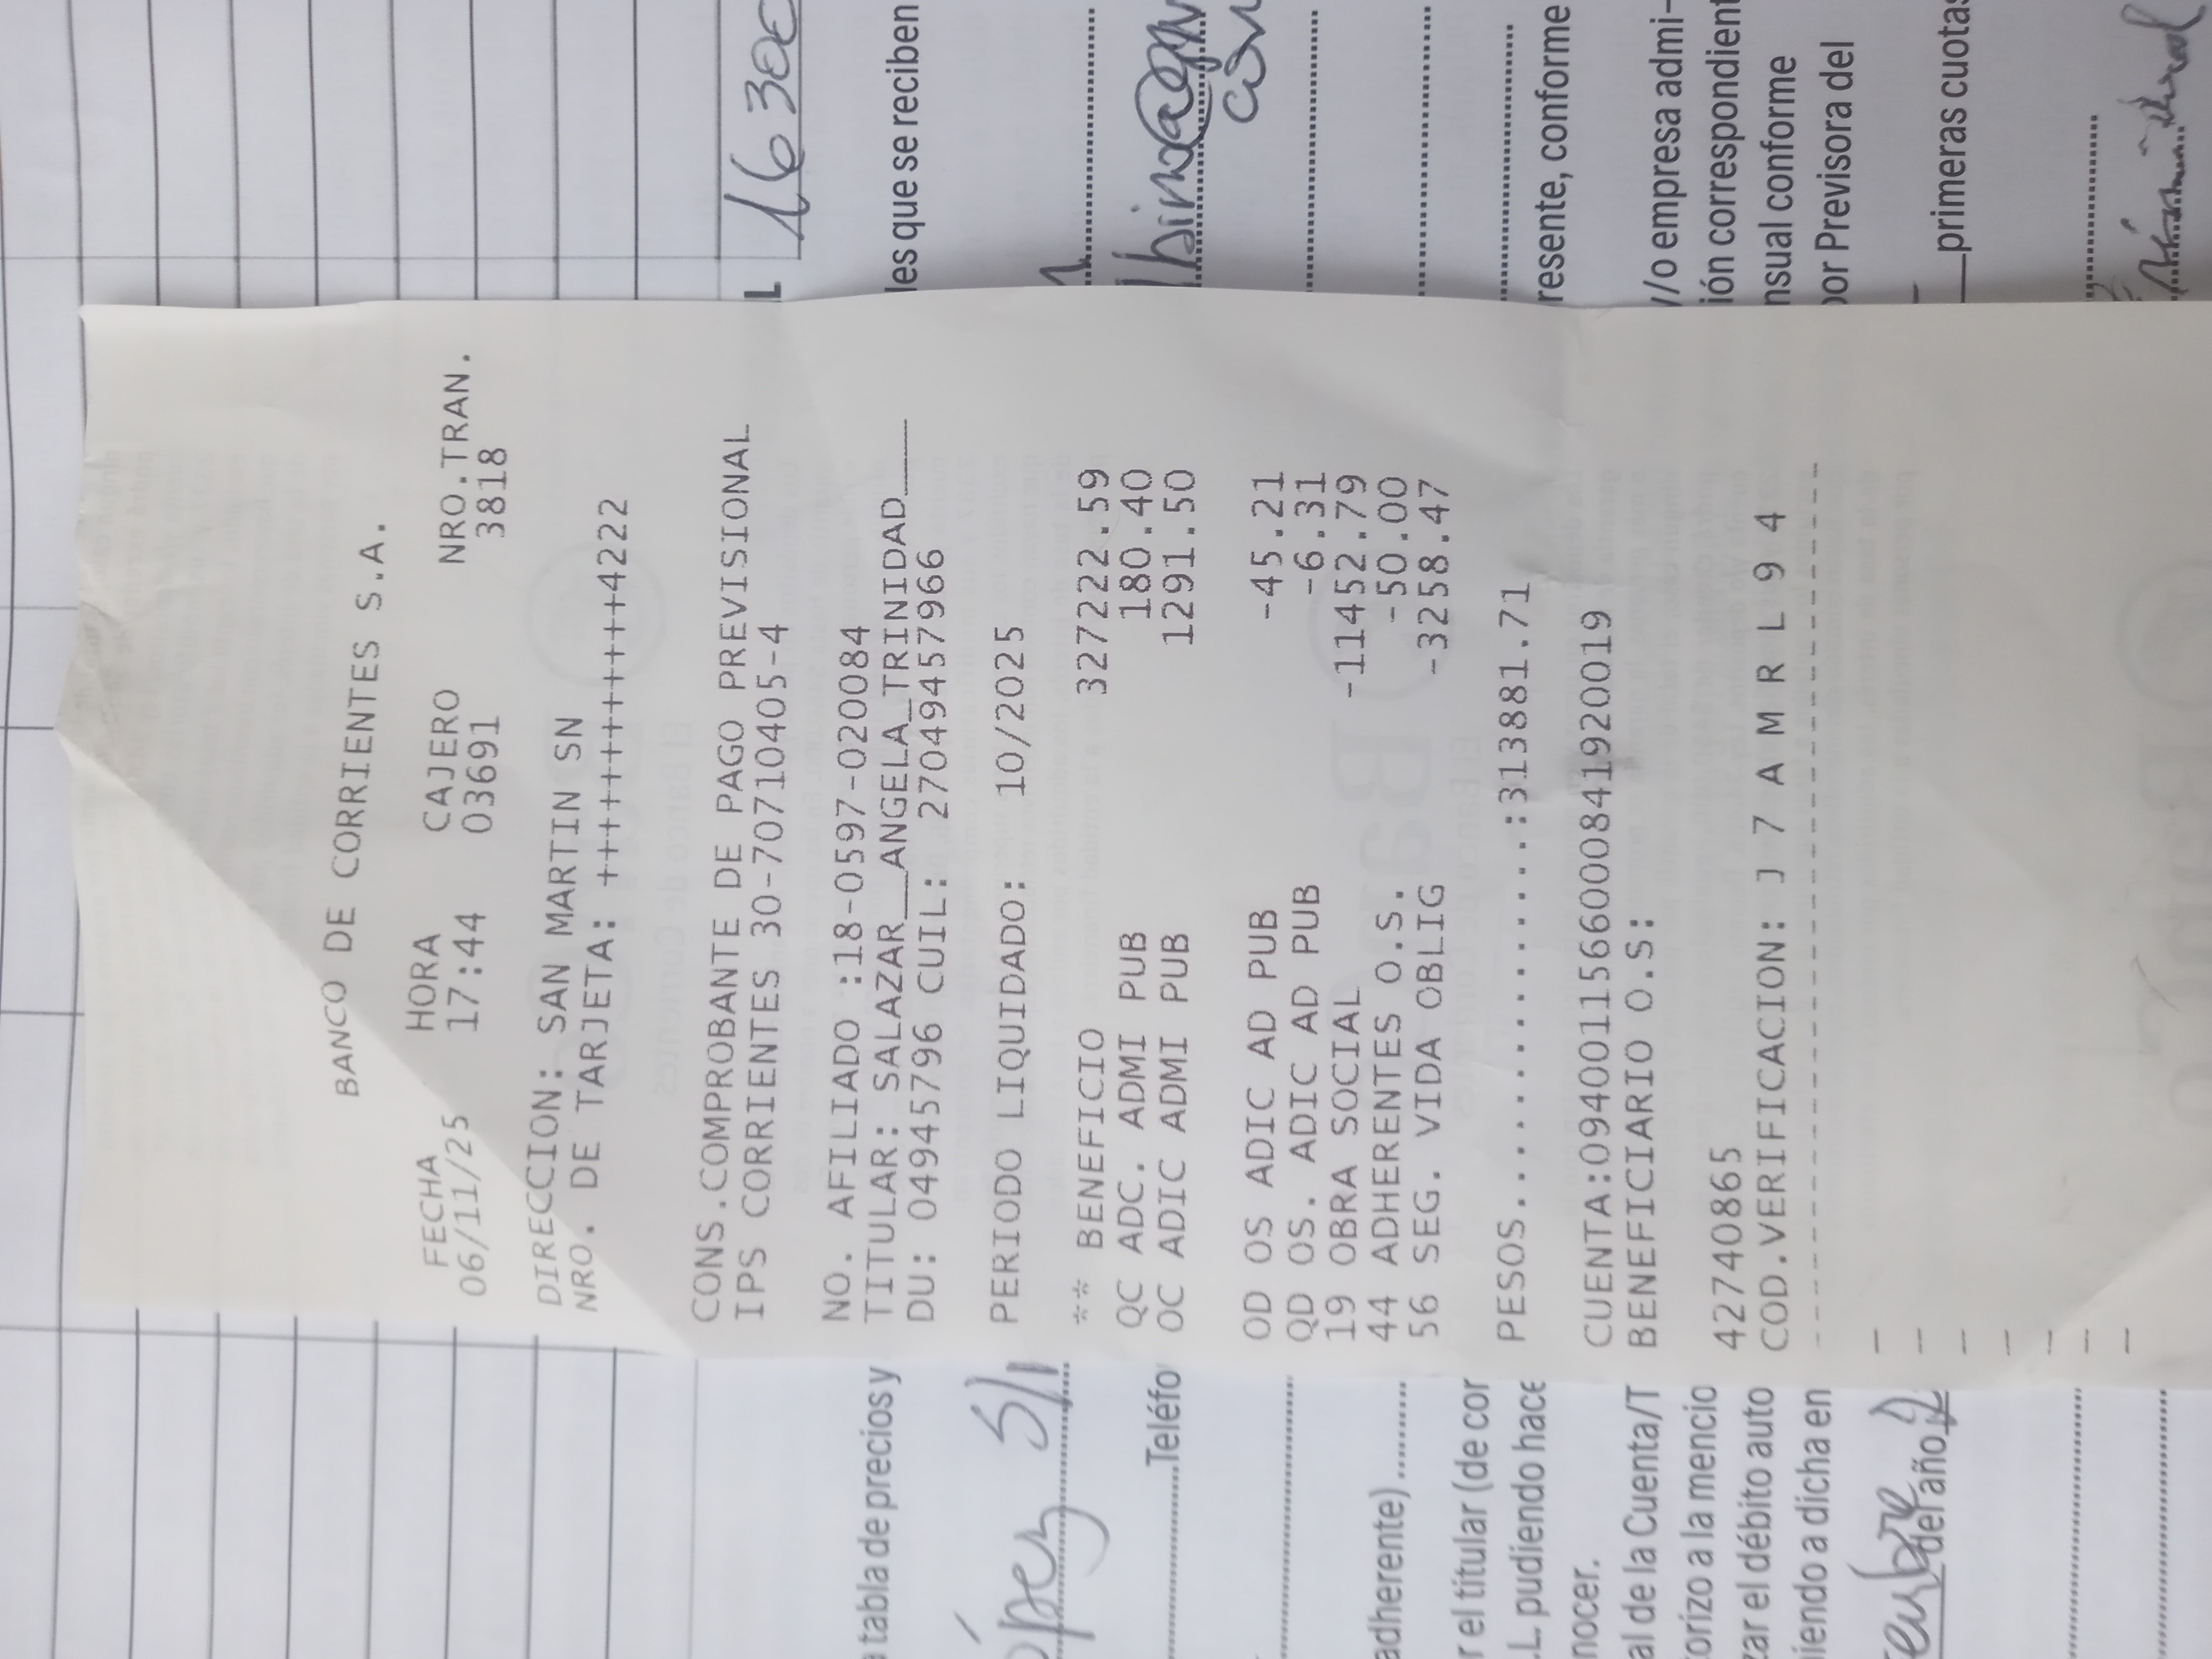 BANCO DE CORRIENTES S.A.
FECHA HORA CAJERO NRO.TRAN.
06/11/25 17:44 03691 3818
DIRECCION: SAN MARTIN SN
NRO. DE TARJETA: ++++++++++++4222
CONS.COMPROBANTE DE PAGO PREVISIONAL
IPS CORRIENTES 30-70710405-4
NO. AFILIADO :18-0597-020084
TITULAR: SALAZAR__ANGELA_TRINIDAD____
DU: 04945796 CUIL: 27049457966
PERIODO LIQUIDADO: 10/2025
** BENEFICIO 327222.59
QC ADC. ADMI PUB 180.40
OC ADIC ADMI PUB 1291.50
OD OS ADIC AD PUB -45.21
QD OS. ADIC AD PUB -6.31
19 OBRA SOCIAL -11452.79
44 ADHERENTES O.S. -50.00
56 SEG. VIDA OBLIG -3258.47
PESOS..............:313881.71
CUENTA:0940011566000841920019
BENEFICIARIO O.S:
42740865
COD.VERIFICACION: J 7 A M R L 9 4
tabla de precios y
les que se reciben
Teléfo
adherente)
r el titular (de cor
resente, conforme
.L. pudiendo hace
nocer.
al de la Cuenta/T
/o empresa admi-
orizo a la mencio
ión correspondient
zar el débito auto
nsual conforme
iendo a dicha en
por Previsora del
del año
primeras cuotas